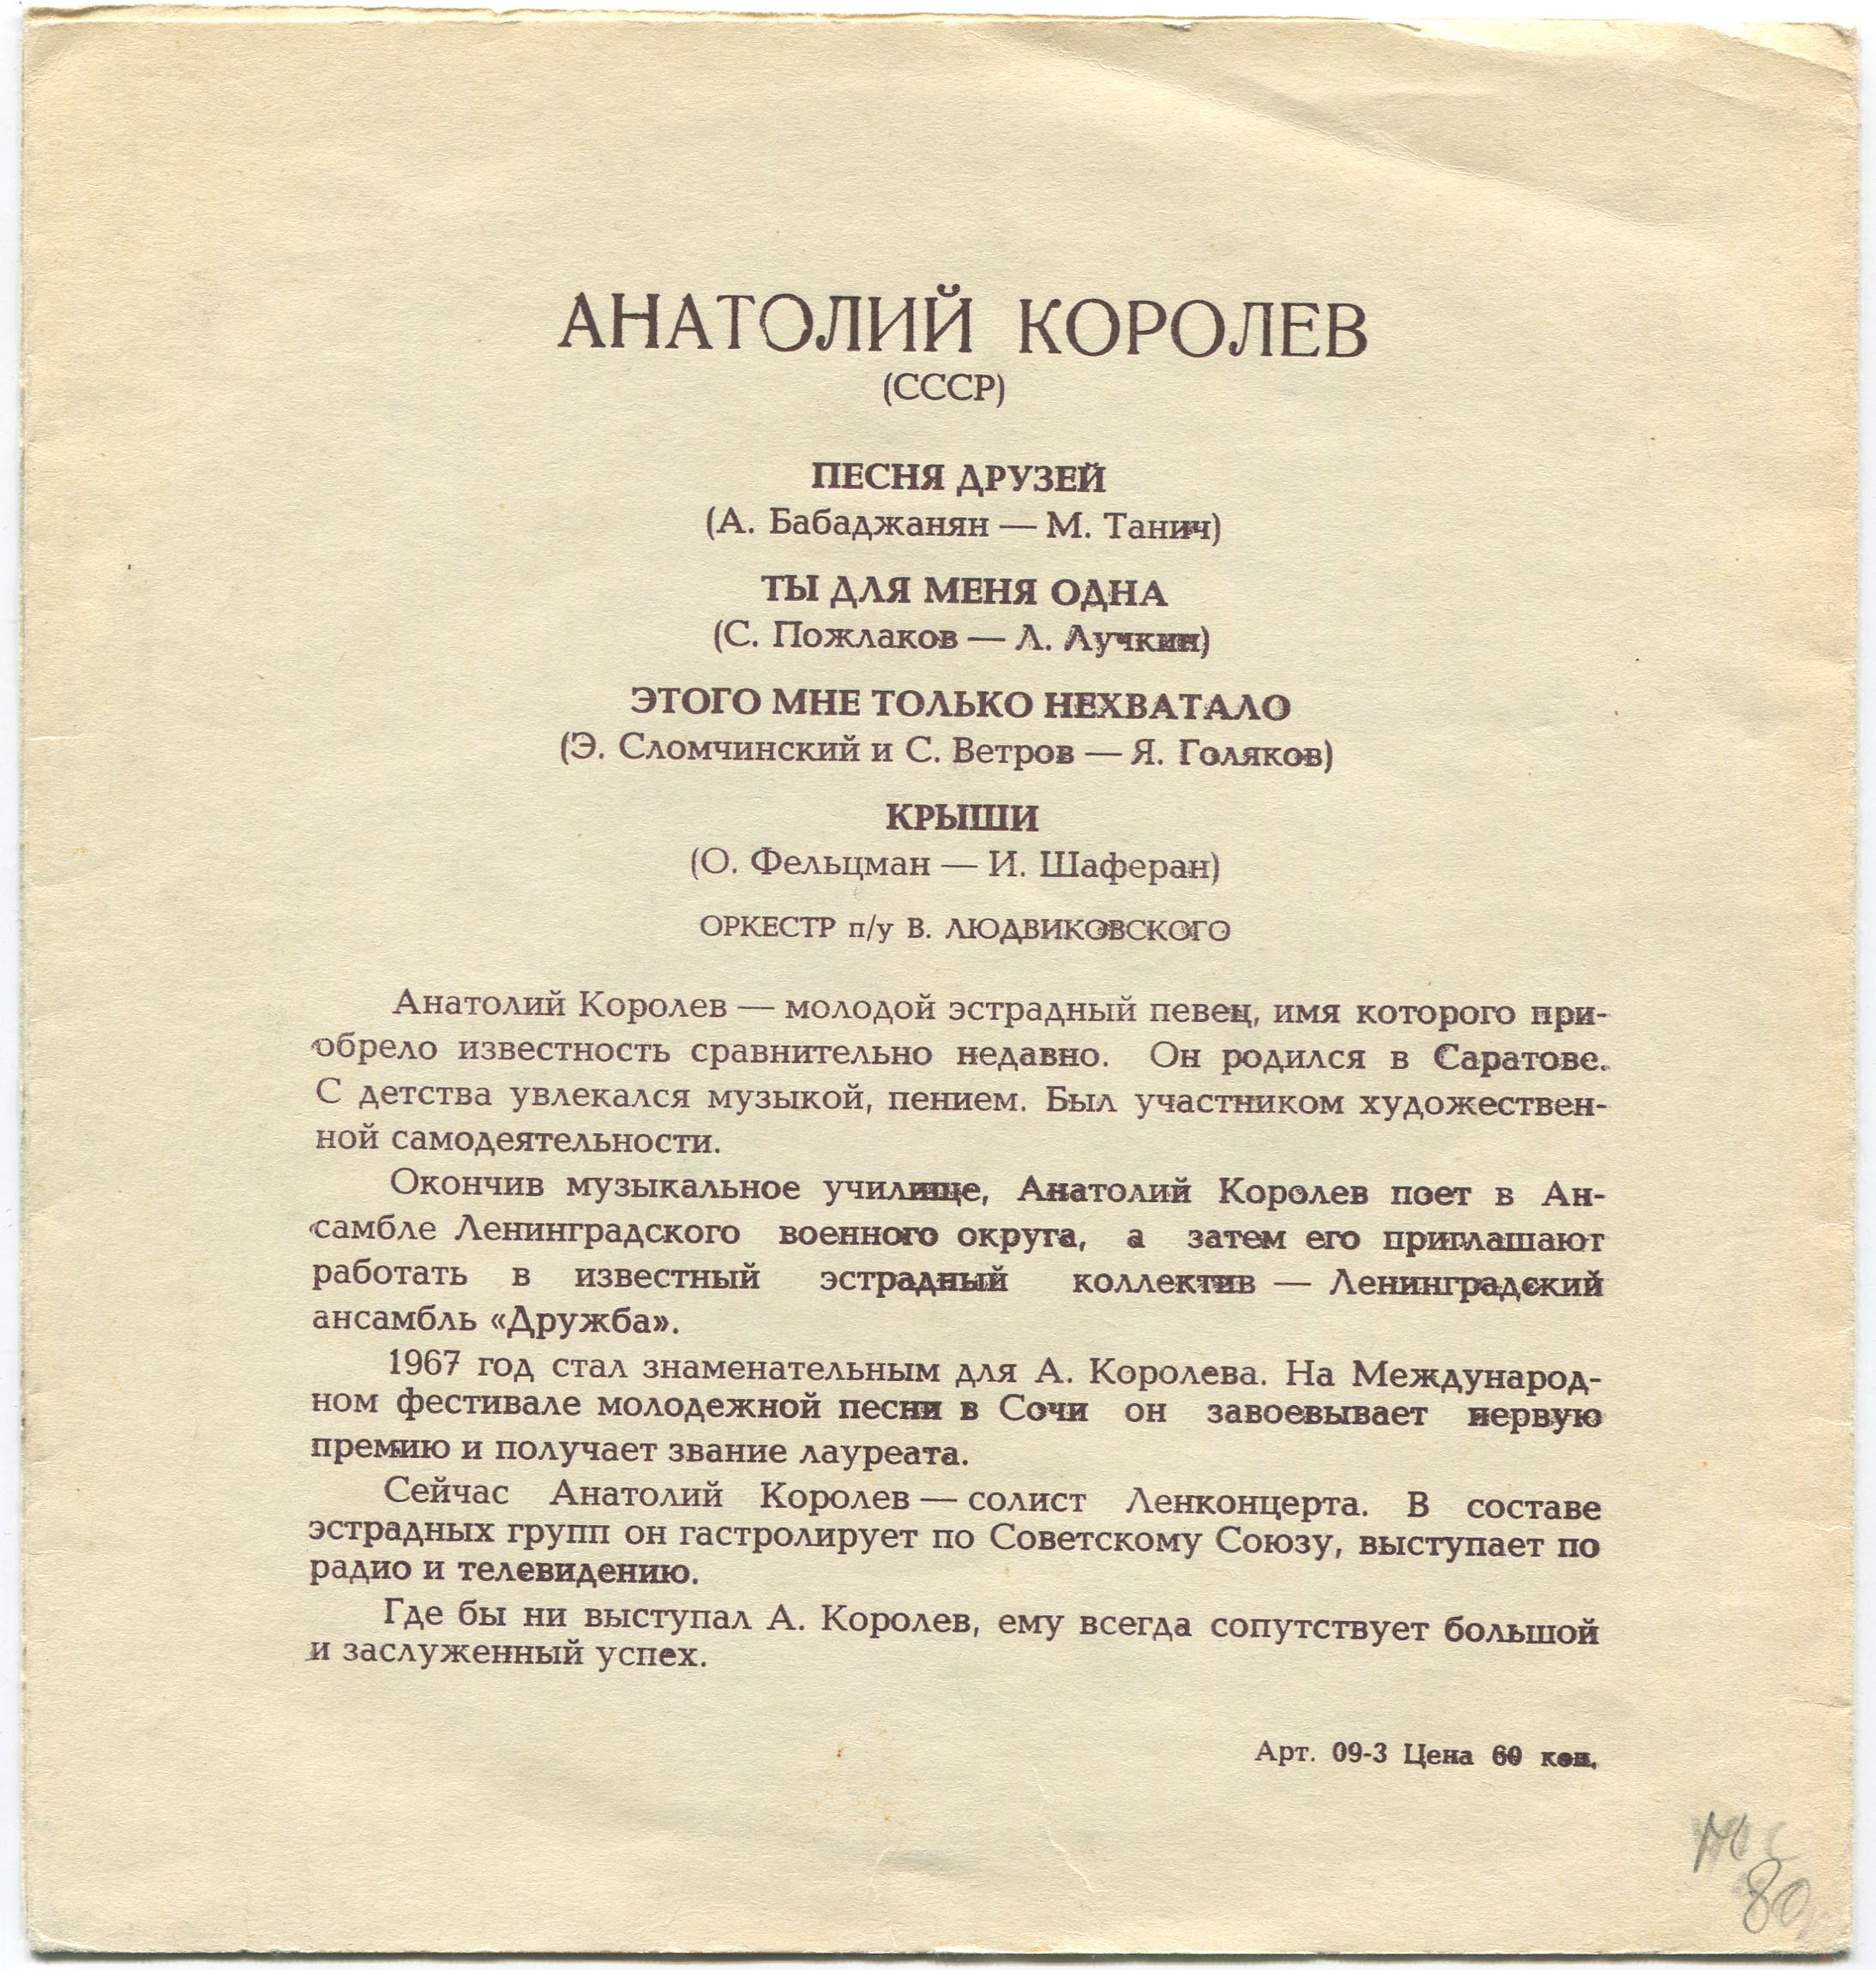 АНАТОЛИЙ КОРОЛЕВ
(СССР)
ПЕСНЯ ДРУЗЕЙ
(А. Бабаджанян — М. Танич)
ТЫ ДЛЯ МЕНЯ ОДНА
(С. Пожлаков — Л. Лучкин)
ЭТОГО МНЕ ТОЛЬКО НЕХВАТАЛО
(Э. Сломчинский и С. Ветров — Я. Голяков)
КРЫШИ
(О. Фельцман — И. Шаферан)
ОРКЕСТР п/у В. ЛЮДВИКОВСКОГО
Анатолий Королев — молодой эстрадный певец, имя которого при-
обрело известность сравнительно недавно. Он родился в Саратове.
С детства увлекался музыкой, пением. Был участником художествен-
ной самодеятельности.
Окончив музыкальное училище, Анатолий Королев поет в Ан-
самбле Ленинградского военного округа, а затем его приглашают
работать в известный эстрадный коллектив — Ленинградский
ансамбль «Дружба».
1967 год стал знаменательным для А. Королева. На Международ-
ном фестивале молодежной песни в Сочи он завоевывает первую
премию и получает звание лауреата.
Сейчас Анатолий Королев — солист Ленконцерта. В составе
эстрадных групп он гастролирует по Советскому Союзу, выступает по
радио и телевидению.
Где бы ни выступал А. Королев, ему всегда сопутствует большой
и заслуженный успех.
Арт. 09-3 Цена 60 коп.
80